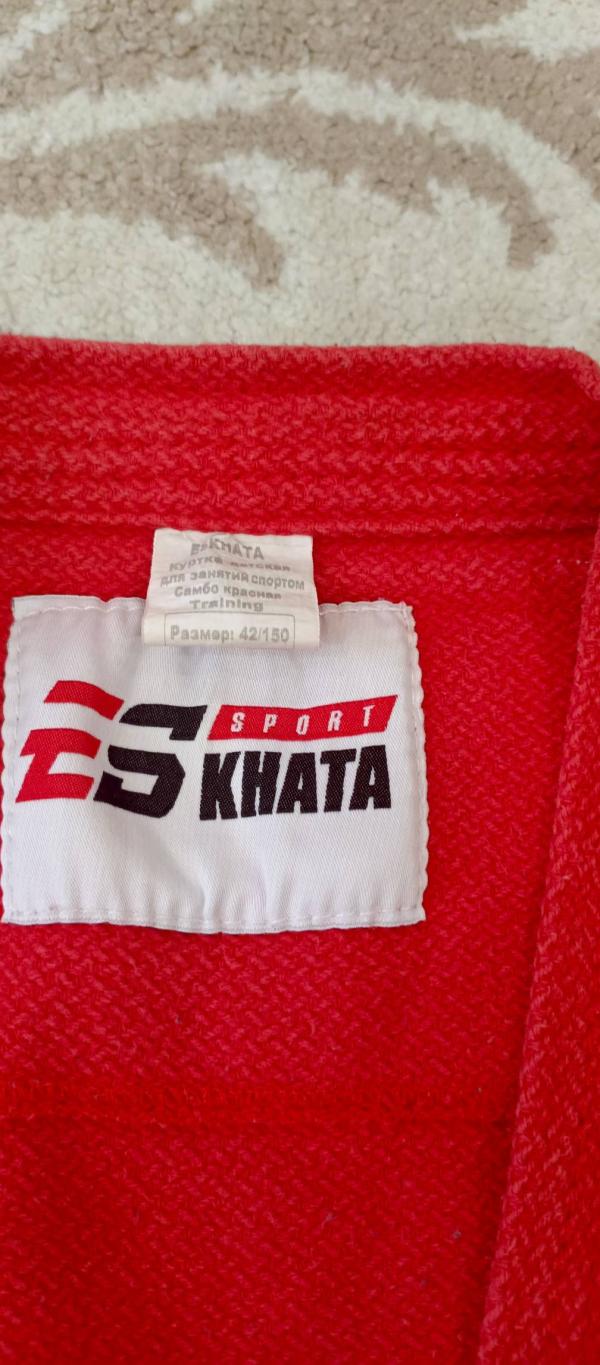 EsKHATA
Куртка детская
для занятий спортом
Самбо красная
Training
Размер: 42/150
ES SPORT
KHATA